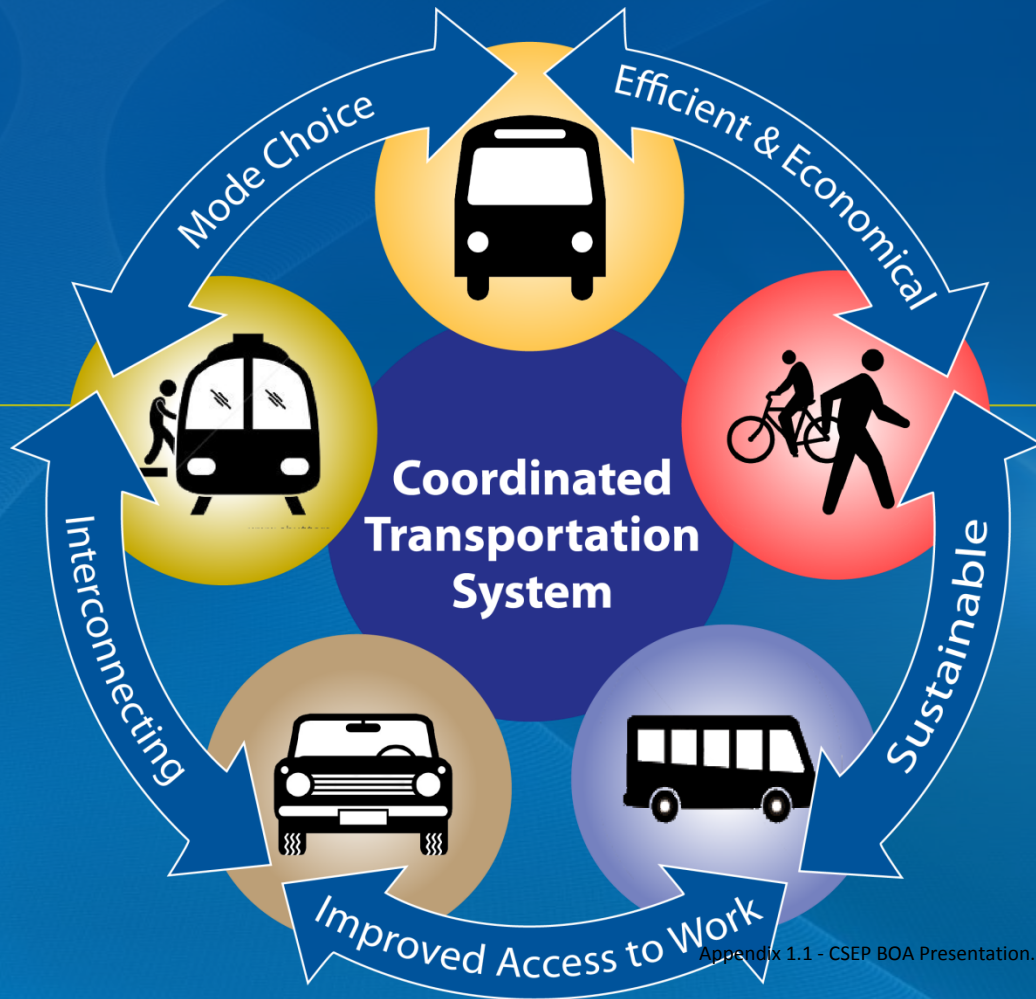 Mode Choice
Efficient & Economical
Coordinated
Transportation
System
Interconnecting
Sustainable
Improved Access to Work
Appendix 1.1 - CSEP BOA Presentation.